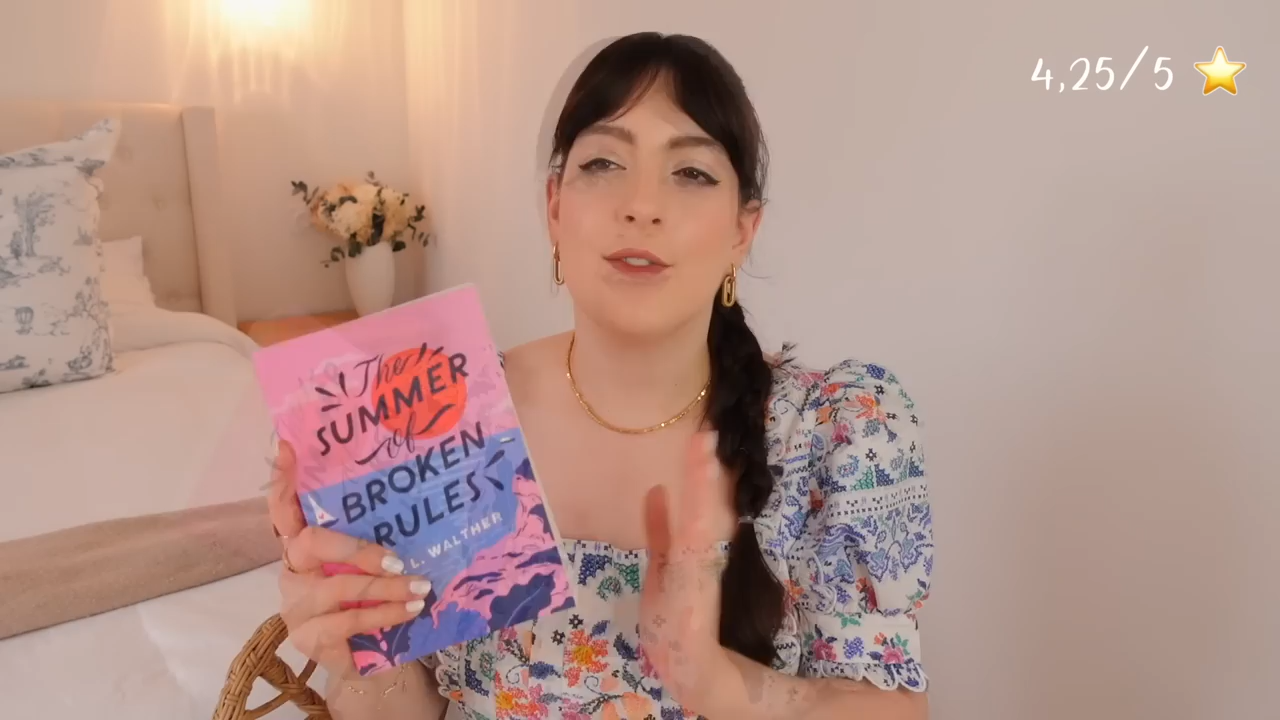 4,25/5
The
SUMMER
of
BROKEN
RULES
L. WALTHER